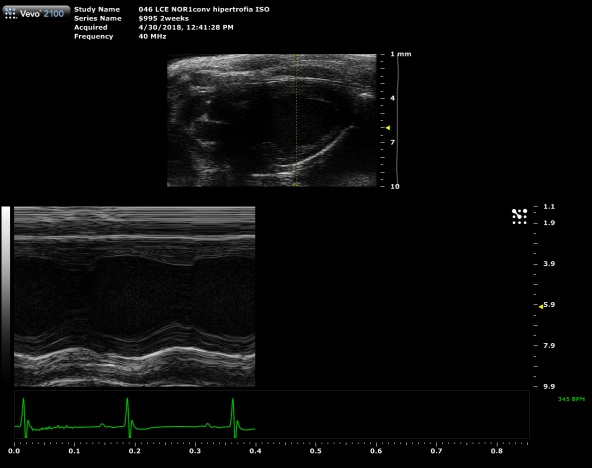 Vevo 2100
Study Name 046 LCE NOR1conv hipertrofia ISO
Series Name $995 2weeks
Acquired 4/30/2018, 12:41:28 PM
Frequency 40 MHz
1 mm
4
7
10
1.1
1.9
3.9
5.9
7.9
9.9
345 BPM
0.0 0.1 0.2 0.3 0.4 0.5 0.6 0.7 0.8